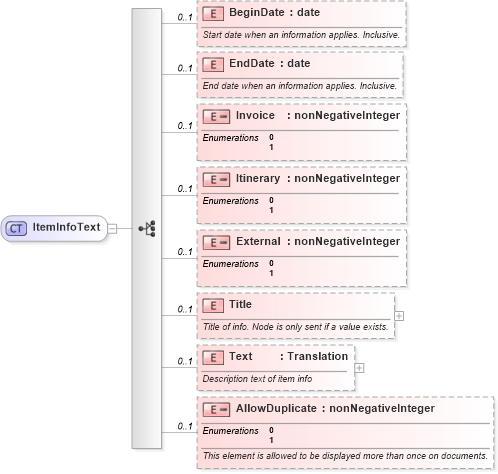 0..1
E BeginDate : date
Start date when an information applies. Inclusive.
0..1
E EndDate : date
End date when an information applies. Inclusive.
0..1
E Invoice : nonNegativeInteger
Enumerations 0
1
0..1
E Itinerary : nonNegativeInteger
Enumerations 0
1
CT ItemInfoText
0..1
E External : nonNegativeInteger
Enumerations 0
1
0..1
E Title
Title of info. Node is only sent if a value exists.
0..1
E Text : Translation
Description text of item info
0..1
E AllowDuplicate : nonNegativeInteger
Enumerations 0
1
This element is allowed to be displayed more than once on documents.